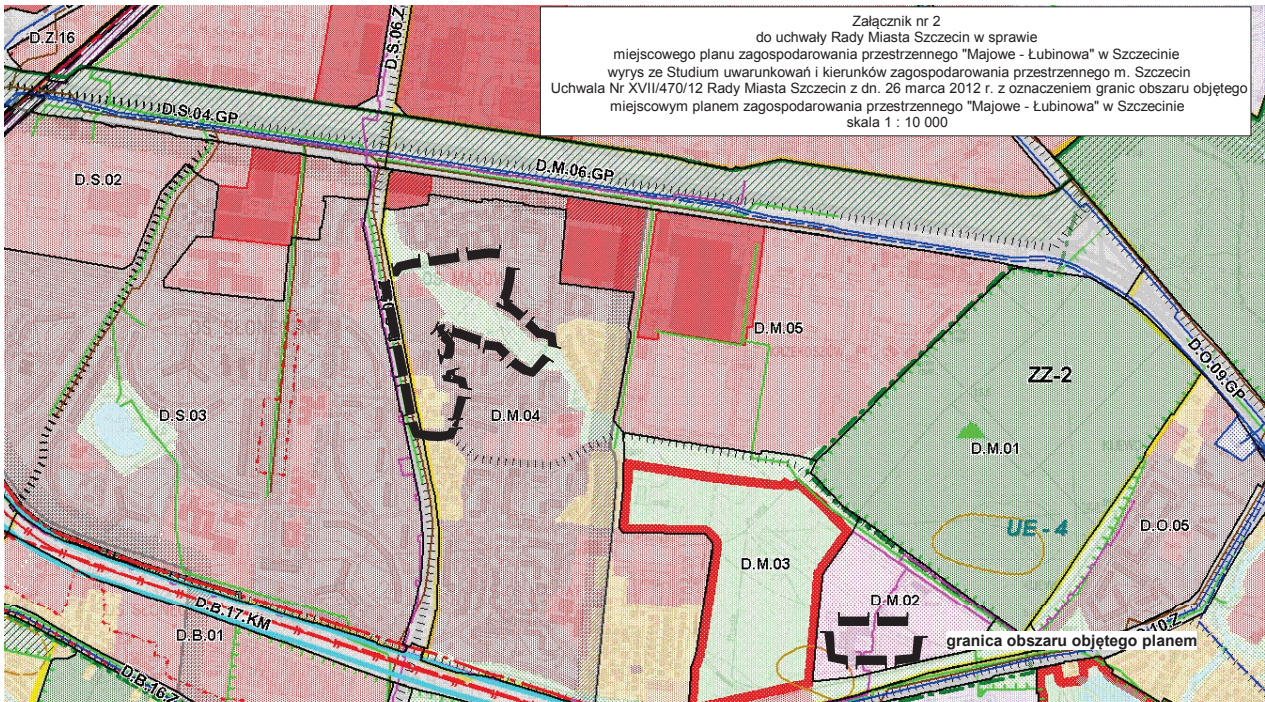 Załącznik nr 2
do uchwały Rady Miasta Szczecin w sprawie
miejscowego planu zagospodarowania przestrzennego "Majowe - Łubinowa" w Szczecinie
wyrys ze Studium uwarunkowań i kierunków zagospodarowania przestrzennego m. Szczecin
Uchwala Nr XVII/470/12 Rady Miasta Szczecin z dn. 26 marca 2012 r. z oznaczeniem granic obszaru objętego
miejscowym planem zagospodarowania przestrzennego "Majowe - Łubinowa" w Szczecinie
skala 1 : 10 000
D.Z.16
D.S.06.Z
D.S.04.GP
D.M.06.GP
D.S.02
D.M.05
D.O.09.GP
ZZ-2
D.S.03
D.M.04
D.M.01
UE - 4
D.O.05
D.M.03
D.M.02
D.B.17.KM
D.B.01
10.Z
granica obszaru objętego planem
D.B.16.Z